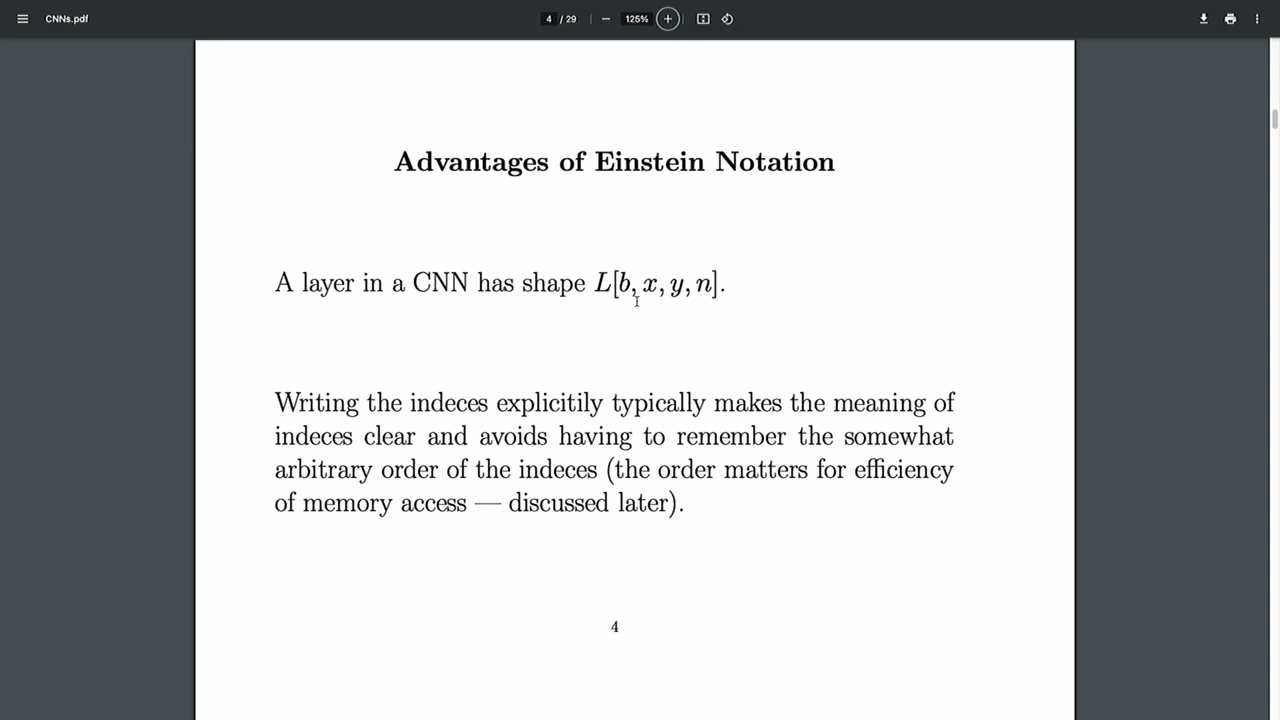 CNNs.pdf
4 / 29
125%
Advantages of Einstein Notation
A layer in a CNN has shape L[b, x, y, n].
Writing the indeces explicitily typically makes the meaning of
indeces clear and avoids having to remember the somewhat
arbitrary order of the indeces (the order matters for efficiency
of memory access — discussed later).
4